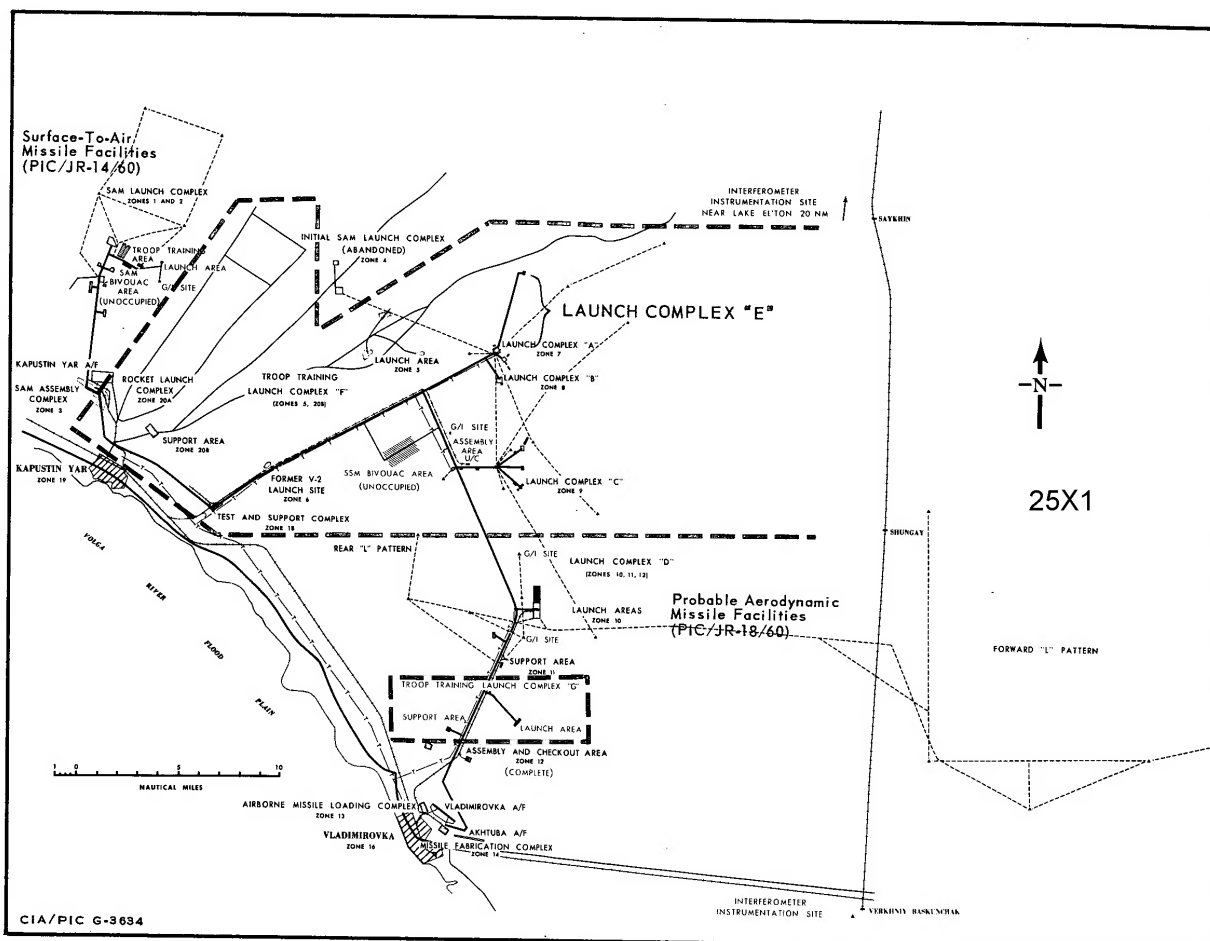 Surface-To-Air
Missile Facilities
(PIC/JR-14/60)
SAM LAUNCH COMPLEX
ZONES 1 AND 2
TROOP TRAINING
AREA
LAUNCH AREA
SAM
BIVOUAC
AREA
(UNOCCUPIED)
G/I SITE
INITIAL SAM LAUNCH COMPLEX
(ABANDONED)
ZONE 4
INTERFEROMETER
INSTRUMENTATION SITE
NEAR LAKE EL'TON 20 NM
SAYKHIN
LAUNCH COMPLEX "E"
LAUNCH COMPLEX "A"
ZONE 7
LAUNCH AREA
ZONE 5
LAUNCH COMPLEX "B"
ZONE 8
KAPUSTIN YAR A/F
SAM ASSEMBLY
COMPLEX
ZONE 3
ROCKET LAUNCH
COMPLEX
ZONE 20A
TROOP TRAINING
LAUNCH COMPLEX "F"
(ZONES 5, 20B)
N
SUPPORT AREA
ZONE 20B
G/I SITE
ASSEMBLY
AREA
U/C
KAPUSTIN YAR
ZONE 19
FORMER V-2
LAUNCH SITE
ZONE 6
SSM BIVOUAC AREA
(UNOCCUPIED)
LAUNCH COMPLEX "C"
ZONE 9
25X1
TEST AND SUPPORT COMPLEX
ZONE 18
SHUNGAY
VOLGA
RIVER
FLOOD
PLAIN
REAR "L" PATTERN
G/I SITE
LAUNCH COMPLEX "D"
(ZONES 10, 11, 12)
LAUNCH AREAS
ZONE 10
Probable Aerodynamic
Missile Facilities
(PIC/JR-18/60)
G/I SITE
FORWARD "L" PATTERN
SUPPORT AREA
ZONE 11
TROOP TRAINING LAUNCH COMPLEX "G"
SUPPORT AREA
LAUNCH AREA
ASSEMBLY AND CHECKOUT AREA
ZONE 12
(COMPLETE)
1 0 5 10
NAUTICAL MILES
AIRBORNE MISSILE LOADING COMPLEX
ZONE 13
VLADIMIROVKA A/F
VLADIMIROVKA
ZONE 16
AKHTUBA A/F
MISSILE FABRICATION COMPLEX
ZONE 14
INTERFEROMETER
INSTRUMENTATION SITE
VERKHNIY BASKUNCHAK
CIA/PIC G-3634